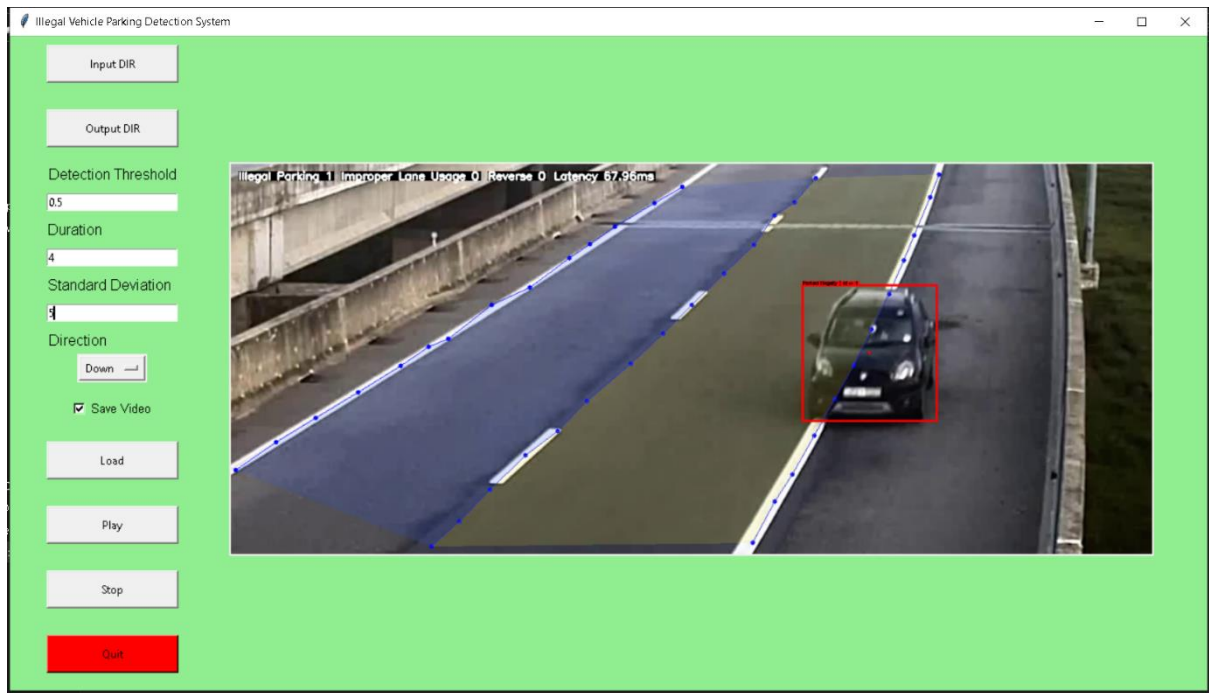 Illegal Vehicle Parking Detection System
Input DIR
Output DIR
Detection Threshold
0.5
Duration
4
Standard Deviation
5
Direction
Down
Save Video
Load
Play
Stop
Quit
Illegal Parking 1 Improper Lane Usage 0 Reverse 0 Latency 67.96ms